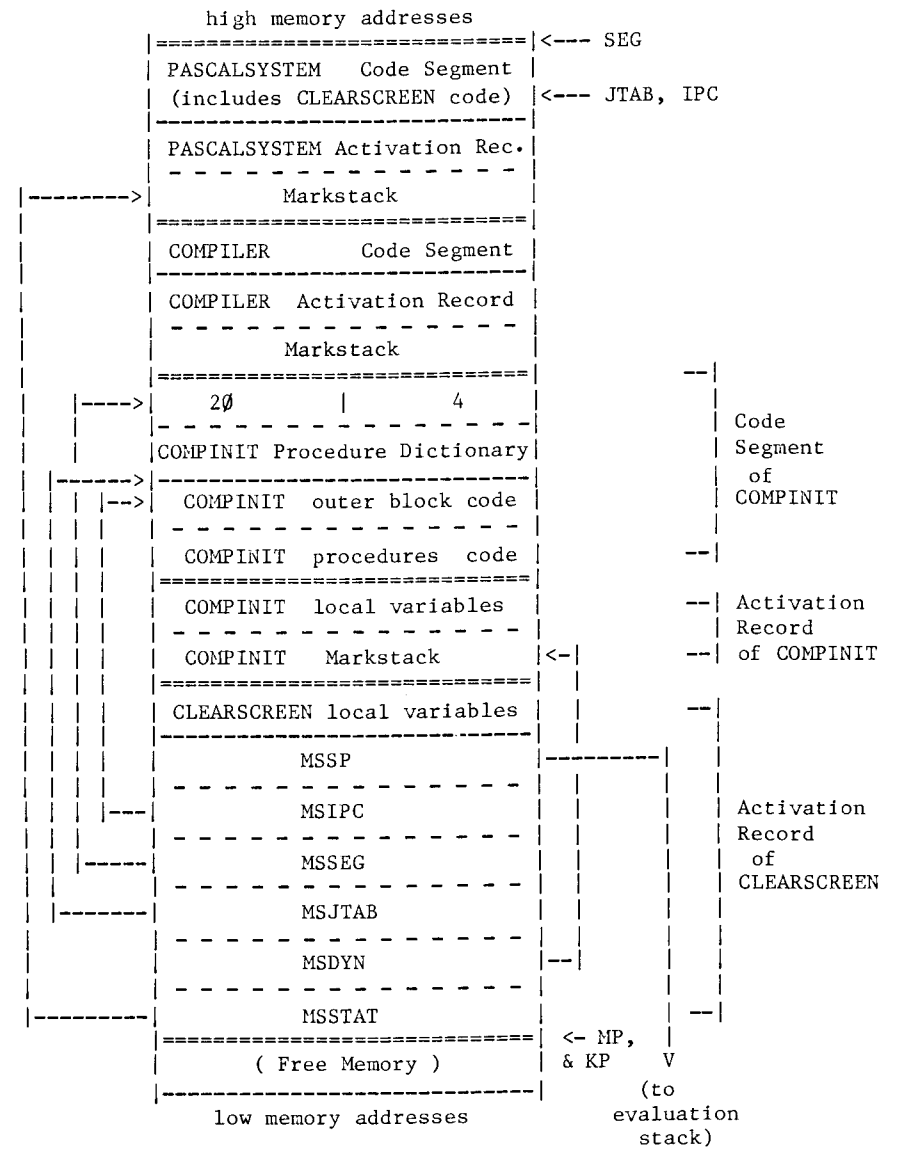 high memory addresses
<--- SEG
PASCALSYSTEM Code Segment
(includes CLEARSCREEN code) <--- JTAB, IPC
PASCALSYSTEM Activation Rec.
Markstack
COMPILER Code Segment
COMPILER Activation Record
Markstack
20 | 4
COMPINIT Procedure Dictionary
COMPINIT outer block code
COMPINIT procedures code
Code
Segment
of
COMPINIT
COMPINIT local variables
COMPINIT Markstack
Activation
Record
of COMPINIT
CLEARSCREEN local variables
MSSP
MSIPC
MSSEG
MSJTAB
MSDYN
MSSTAT
Activation
Record
of
CLEARSCREEN
<- MP,
& KP
( Free Memory )
V
(to
evaluation
stack)
low memory addresses